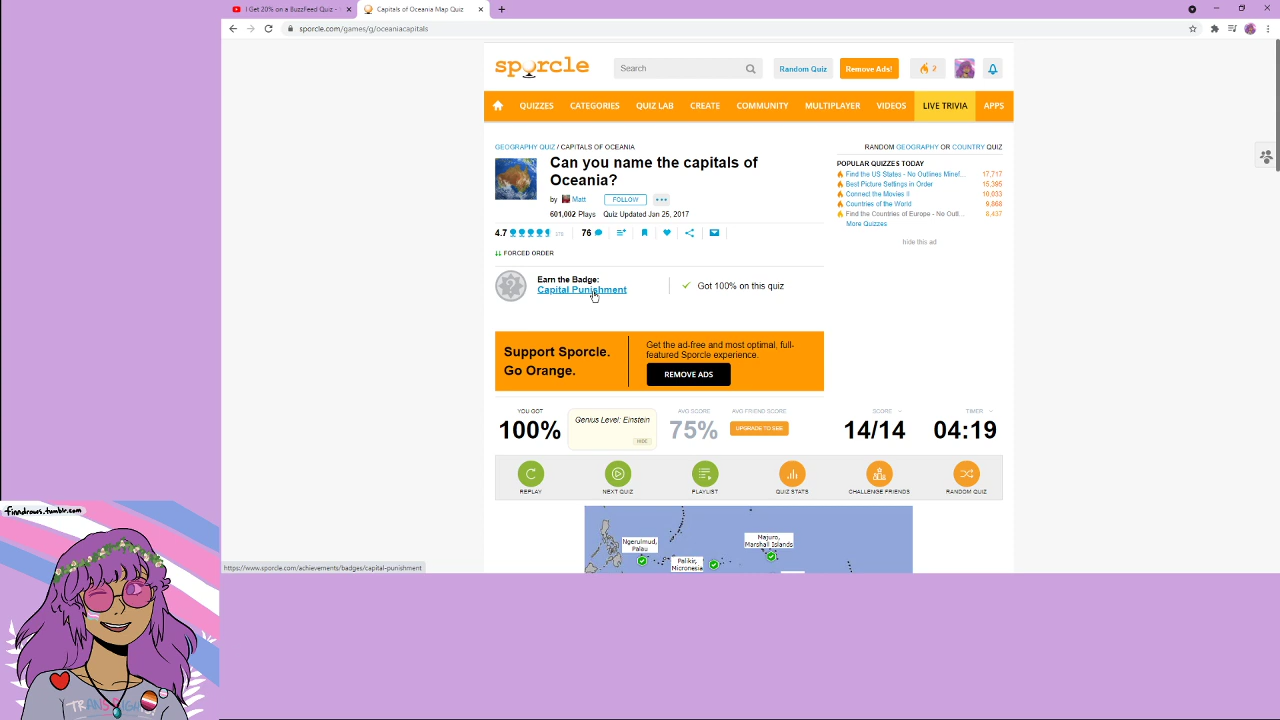 I Get 20% on a BuzzFeed Quiz -
Capitals of Oceania Map Quiz
sporcle.com/games/g/oceaniacapitals
sporcle
Search
Random Quiz
Remove Ads!
2
QUIZZES
CATEGORIES
QUIZ LAB
CREATE
COMMUNITY
MULTIPLAYER
VIDEOS
LIVE TRIVIA
APPS
GEOGRAPHY QUIZ / CAPITALS OF OCEANIA
Can you name the capitals of
Oceania?
by Matt
FOLLOW
601,002 Plays Quiz Updated Jan 25, 2017
4.7
76
FORCED ORDER
Earn the Badge:
Capital Punishment
Got 100% on this quiz
RANDOM GEOGRAPHY OR COUNTRY QUIZ
POPULAR QUIZZES TODAY
Find the US States - No Outlines Minef... 17,717
Best Picture Settings in Order 15,395
Connect the Movies II 10,033
Countries of the World 9,868
Find the Countries of Europe - No Outl... 8,437
More Quizzes
hide this ad
Support Sporcle.
Go Orange.
Get the ad-free and most optimal, full-
featured Sporcle experience.
REMOVE ADS
YOU GOT
100%
Genius Level: Einstein
HIDE
AVG SCORE
75%
AVG FRIEND SCORE
UPGRADE TO SEE
SCORE
14/14
TIMER
04:19
REPLAY
NEXT QUIZ
PLAYLIST
QUIZ STATS
CHALLENGE FRIENDS
RANDOM QUIZ
Ngerulmud,
Palau
Palikir,
Micronesia
Majuro,
Marshall Islands
https://www.sporcle.com/achievements/badges/capital-punishment